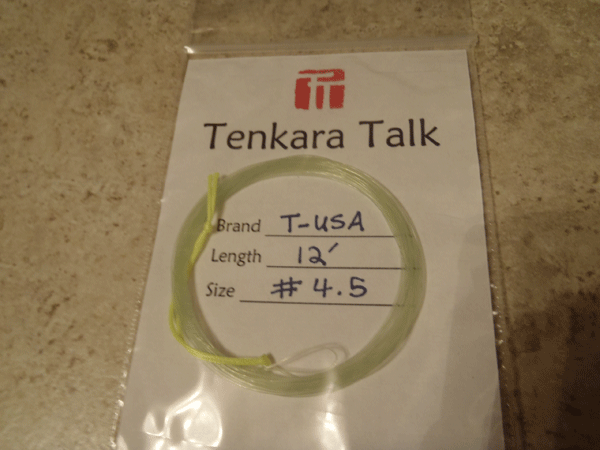 Tenkara Talk
Brand T-USA
Length 12'
Size # 4.5